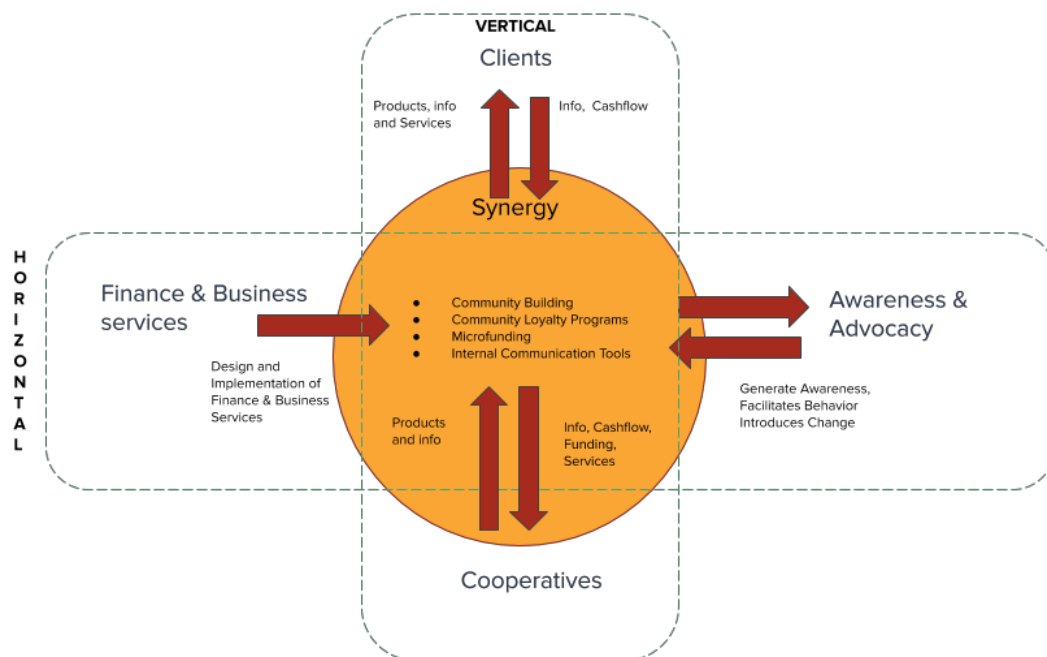 VERTICAL
Clients
Products, info
and Services
Info, Cashflow
Synergy
HORIZONTAL
Finance & Business
services
Design and
Implementation of
Finance & Business
Services
● Community Building
● Community Loyalty Programs
● Microfunding
● Internal Communication Tools
Awareness &
Advocacy
Generate Awareness,
Facilitates Behavior
Introduces Change
Products
and info
Info, Cashflow,
Funding,
Services
Cooperatives